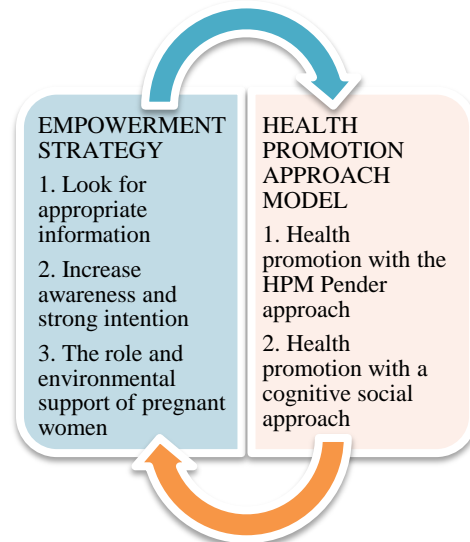 EMPOWERMENT
STRATEGY
1. Look for
appropriate
information
2. Increase
awareness and
strong intention
3. The role and
environmental
support of pregnant
women
HEALTH
PROMOTION
APPROACH
MODEL
1. Health
promotion with the
HPM Pender
approach
2. Health
promotion with a
cognitive social
approach